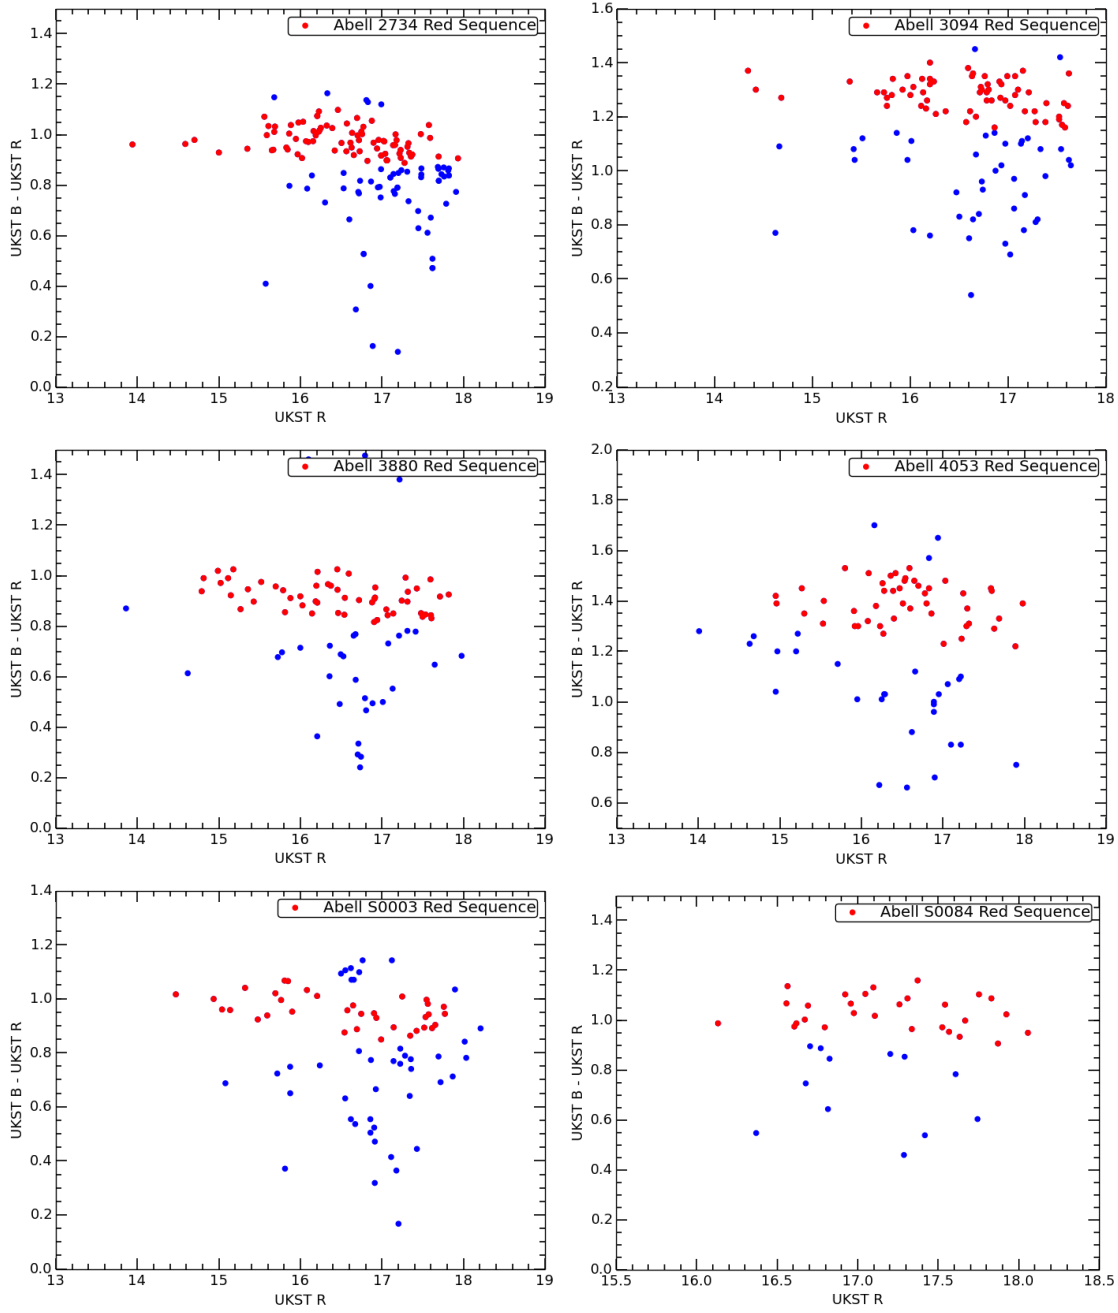 Abell 2734 Red Sequence
1.4
1.2
1.0
0.8
0.6
0.4
0.2
0.0
UKST B - UKST R
13 14 15 16 17 18 19
UKST R
Abell 3094 Red Sequence
1.6
1.4
1.2
1.0
0.8
0.6
0.4
0.2
UKST B - UKST R
13 14 15 16 17 18
UKST R
Abell 3880 Red Sequence
1.4
1.2
1.0
0.8
0.6
0.4
0.2
0.0
UKST B - UKST R
13 14 15 16 17 18 19
UKST R
Abell 4053 Red Sequence
2.0
1.8
1.6
1.4
1.2
1.0
0.8
0.6
UKST B - UKST R
13 14 15 16 17 18 19
UKST R
Abell S0003 Red Sequence
1.4
1.2
1.0
0.8
0.6
0.4
0.2
0.0
UKST B - UKST R
13 14 15 16 17 18 19
UKST R
Abell S0084 Red Sequence
1.4
1.2
1.0
0.8
0.6
0.4
0.2
0.0
UKST B - UKST R
15.5 16.0 16.5 17.0 17.5 18.0 18.5
UKST R